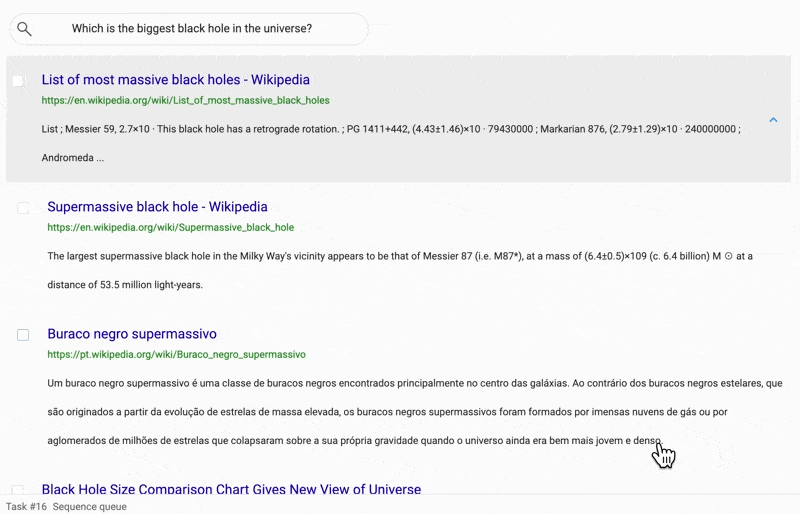 Which is the biggest black hole in the universe?
List of most massive black holes - Wikipedia
https://en.wikipedia.org/wiki/List_of_most_massive_black_holes
List ; Messier 59, 2.7×10 · This black hole has a retrograde rotation. ; PG 1411+442, (4.43±1.46)×10 · 79430000 ; Markarian 876, (2.79±1.29)×10 · 240000000 ;
Andromeda ...
Supermassive black hole - Wikipedia
https://en.wikipedia.org/wiki/Supermassive_black_hole
The largest supermassive black hole in the Milky Way's vicinity appears to be that of Messier 87 (i.e. M87*), at a mass of (6.4±0.5)×109 (c. 6.4 billion) M ☉ at a
distance of 53.5 million light-years.
Buraco negro supermassivo
https://pt.wikipedia.org/wiki/Buraco_negro_supermassivo
Um buraco negro supermassivo é uma classe de buracos negros encontrados principalmente no centro das galáxias. Ao contrário dos buracos negros estelares, que
são originados a partir da evolução de estrelas de massa elevada, os buracos negros supermassivos foram formados por imensas nuvens de gás ou por
aglomerados de milhões de estrelas que colapsaram sobre a sua própria gravidade quando o universo ainda era bem mais jovem e denso.
Black Hole Size Comparison Chart Gives New View of Universe
Task #16 Sequence queue